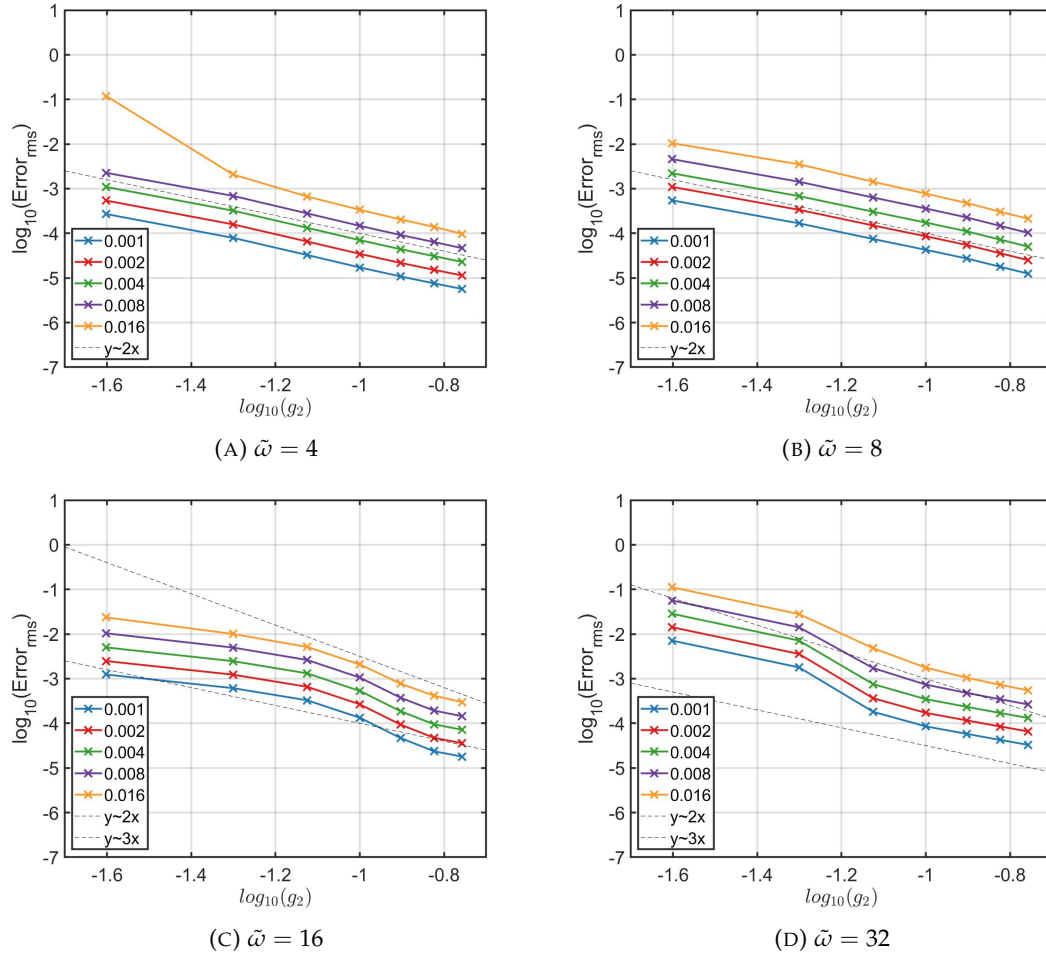 1
0
-1
-2
-3
-4
-5
-6
-7
log10(Errorrms)
0.001
0.002
0.004
0.008
0.016
y~2x
-1.6 -1.4 -1.2 -1 -0.8
log10(g2)
(A) ω̃ = 4
1
0
-1
-2
-3
-4
-5
-6
-7
log10(Errorrms)
0.001
0.002
0.004
0.008
0.016
y~2x
-1.6 -1.4 -1.2 -1 -0.8
log10(g2)
(B) ω̃ = 8
1
0
-1
-2
-3
-4
-5
-6
-7
log10(Errorrms)
0.001
0.002
0.004
0.008
0.016
y~2x
y~3x
-1.6 -1.4 -1.2 -1 -0.8
log10(g2)
(C) ω̃ = 16
1
0
-1
-2
-3
-4
-5
-6
-7
log10(Errorrms)
0.001
0.002
0.004
0.008
0.016
y~2x
y~3x
-1.6 -1.4 -1.2 -1 -0.8
log10(g2)
(D) ω̃ = 32